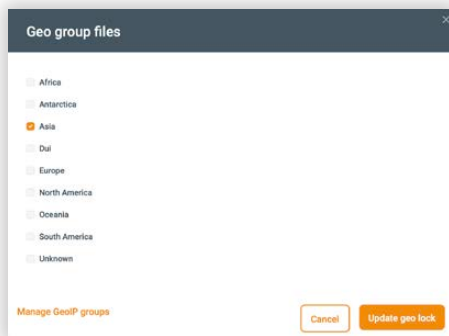 Geo group files
Africa
Antarctica
Asia
Dui
Europe
North America
Oceania
South America
Unknown
Manage GeoIP groups
Cancel
Update geo lock